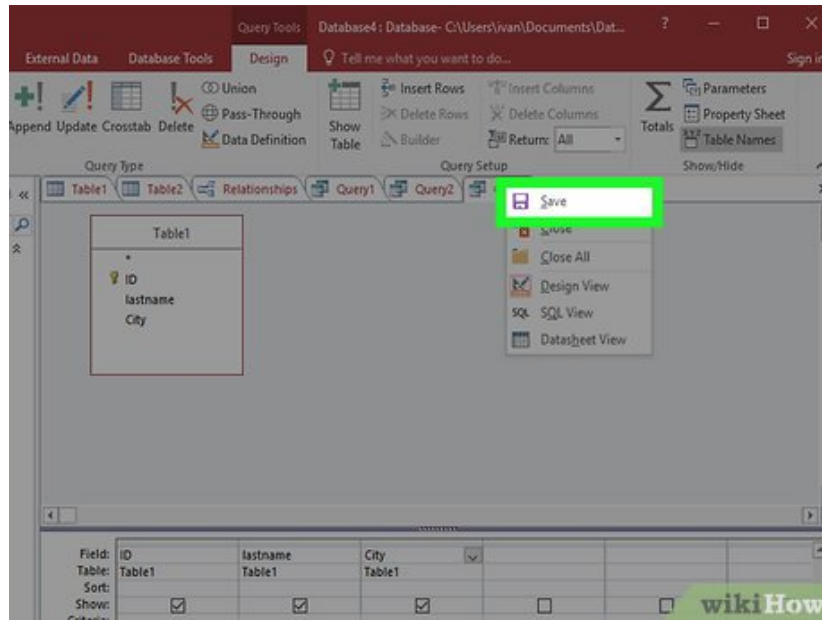 Query Tools Database4 : Database- C:\Users\ivan\Documents\Dat... ?
External Data Database Tools Design Tell me what you want to do... Sign in
Append Update Crosstab Delete
Union
Pass-Through
Data Definition
Show Table
Insert Rows
Delete Rows
Builder
Insert Columns
Delete Columns
Return: All
Totals
Parameters
Property Sheet
Table Names
Query Type Query Setup Show/Hide
Table1 Table2 Relationships Query1 Query2
Save
Close
Close All
Design View
SQL SQL View
Datasheet View
Table1
*
ID
lastname
City
Field: ID lastname City
Table: Table1 Table1 Table1
Sort:
Show:
Criteria:
wikiHow